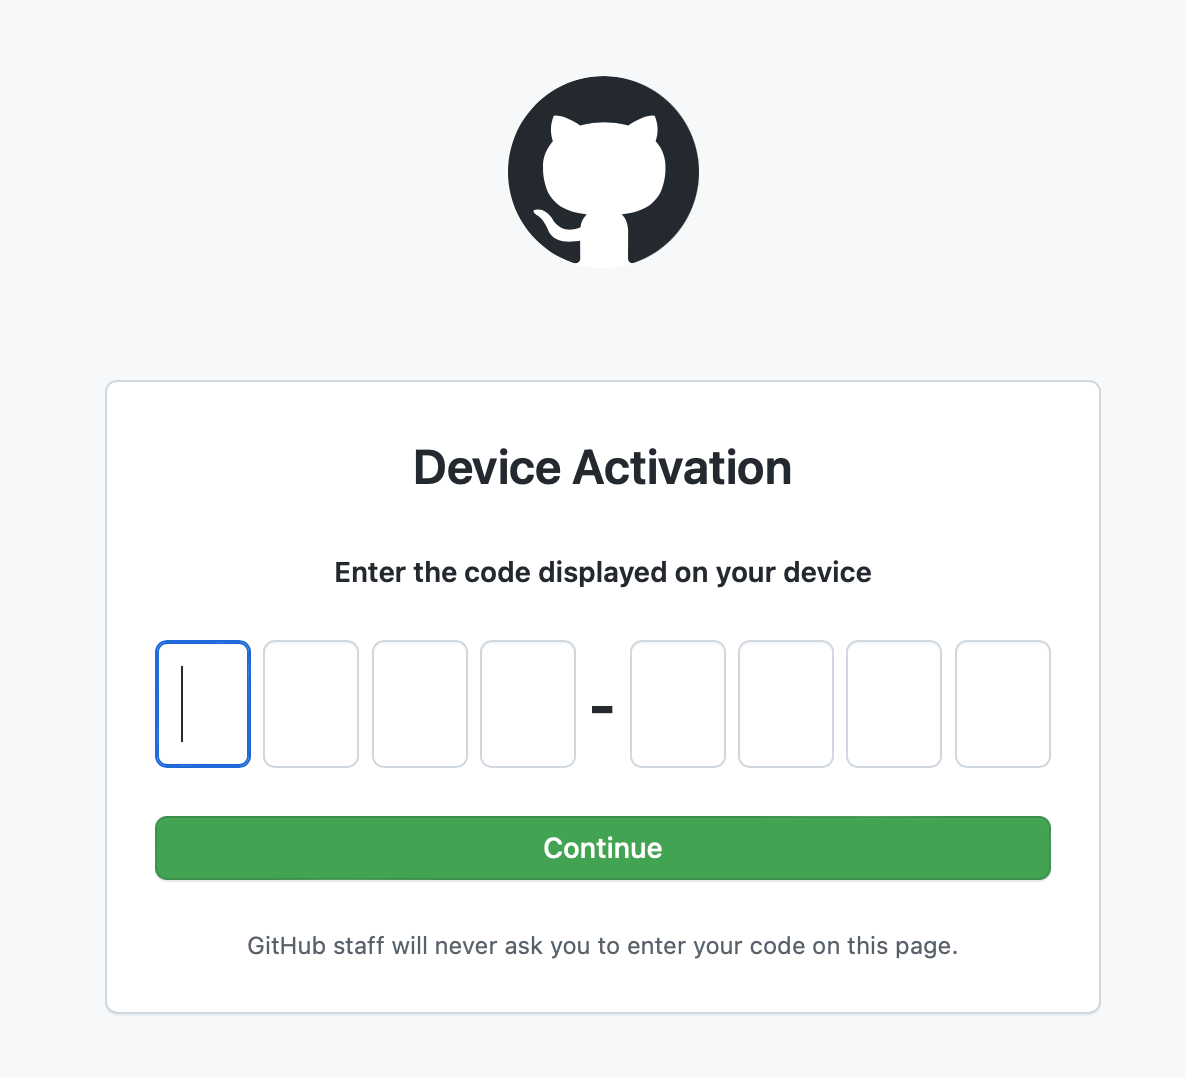 Device Activation
Enter the code displayed on your device
-
Continue
GitHub staff will never ask you to enter your code on this page.